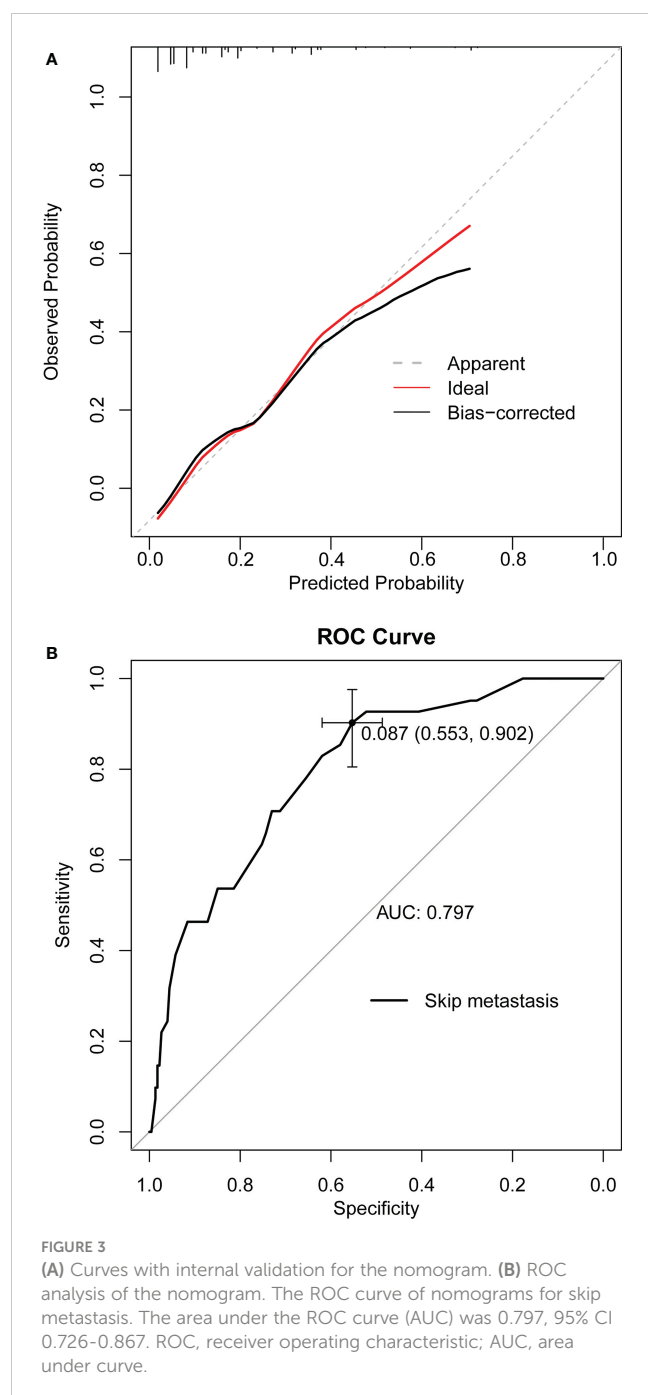 A
Observed Probability
1.0
0.8
0.6
0.4
0.2
0.0
Apparent
Ideal
Bias−corrected
0.0 0.2 0.4 0.6 0.8 1.0
Predicted Probability
B
ROC Curve
Sensitivity
1.0
0.8
0.6
0.4
0.2
0.0
0.087 (0.553, 0.902)
AUC: 0.797
Skip metastasis
1.0 0.8 0.6 0.4 0.2 0.0
Specificity
FIGURE 3
(A) Curves with internal validation for the nomogram. (B) ROC
analysis of the nomogram. The ROC curve of nomograms for skip
metastasis. The area under the ROC curve (AUC) was 0.797, 95% CI
0.726-0.867. ROC, receiver operating characteristic; AUC, area
under curve.